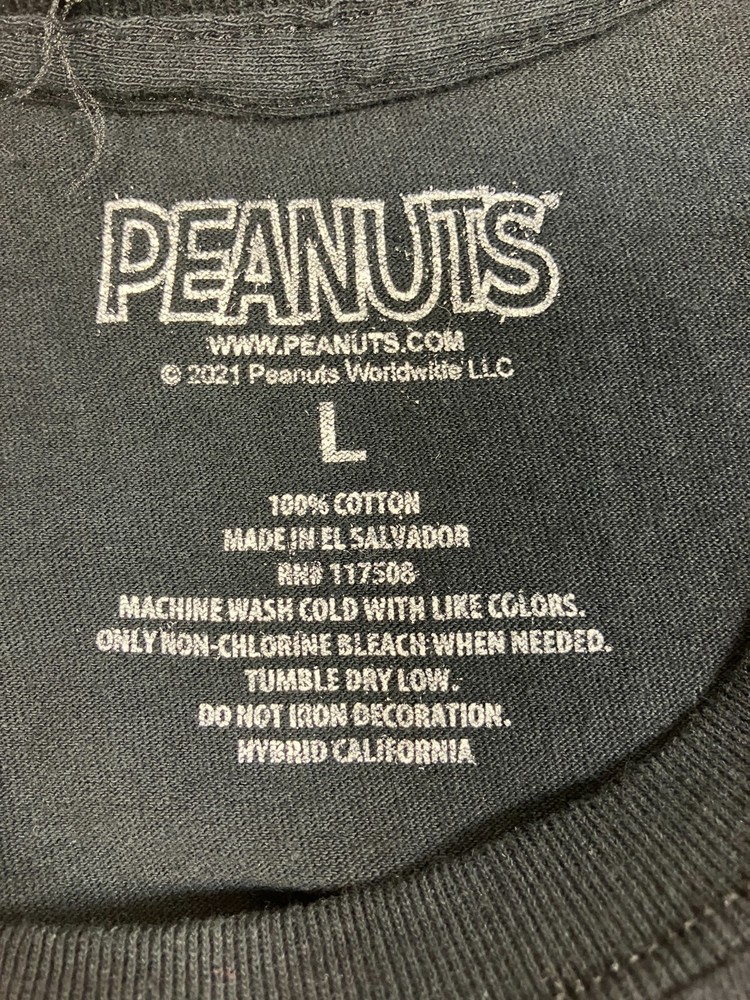 PEANUTS
WWW.PEANUTS.COM
© 2021 Peanuts Worldwide LLC
L
100% COTTON
MADE IN EL SALVADOR
RN# 117508
MACHINE WASH COLD WITH LIKE COLORS.
ONLY NON-CHLORINE BLEACH WHEN NEEDED.
TUMBLE DRY LOW.
DO NOT IRON DECORATION.
HYBRID CALIFORNIA